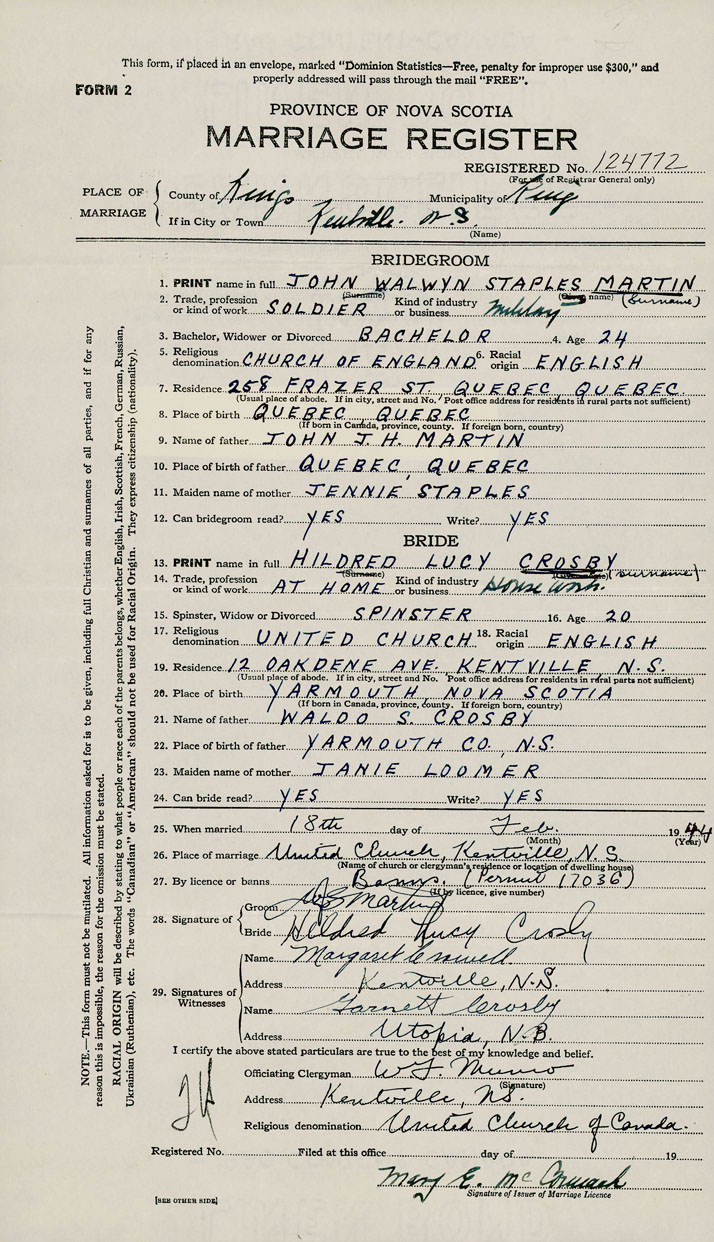 This form, if placed in an envelope, marked "Dominion Statistics—Free, penalty for improper use $300," and
properly addressed will pass through the mail "FREE".
FORM 2
PROVINCE OF NOVA SCOTIA
MARRIAGE REGISTER
REGISTERED No. 124772
(For use of Registrar General only)
PLACE OF MARRIAGE
County of Kings Municipality of King
If in City or Town Kentville. N.S.
(Name)
BRIDEGROOM
1. PRINT name in full JOHN WALWYN STAPLES MARTIN
(Surname) (Given name) (Surname)
2. Trade, profession or kind of work SOLDIER Kind of industry or business Military
3. Bachelor, Widower or Divorced BACHELOR 4. Age 24
5. Religious denomination CHURCH OF ENGLAND 6. Racial origin ENGLISH
7. Residence 258 FRAZER ST. QUEBEC, QUEBEC.
(Usual place of abode. If in city, street and No. Post office address for residents in rural parts not sufficient)
8. Place of birth QUEBEC, QUEBEC
(If born in Canada, province, county. If foreign born, country)
9. Name of father JOHN J.H. MARTIN
10. Place of birth of father QUEBEC, QUEBEC
11. Maiden name of mother JENNIE STAPLES
12. Can bridegroom read? YES Write? YES
BRIDE
13. PRINT name in full HILDRED LUCY CROSBY
(Surname) (surname)
14. Trade, profession or kind of work AT HOME Kind of industry or business House Work.
15. Spinster, Widow or Divorced SPINSTER 16. Age 20
17. Religious denomination UNITED CHURCH 18. Racial origin ENGLISH
19. Residence 12 OAKDENE AVE. KENTVILLE N.S.
(Usual place of abode. If in city, street and No. Post office address for residents in rural parts not sufficient)
20. Place of birth YARMOUTH, NOVA SCOTIA
(If born in Canada, province, county. If foreign born, country)
21. Name of father WALDO S. CROSBY
22. Place of birth of father YARMOUTH CO. N.S.
23. Maiden name of mother JANIE LOOMER
24. Can bride read? YES Write? YES
25. When married 18th day of Feb. 1944
(Month) (Year)
26. Place of marriage United Church, Kentville, N.S.
(Name of church or clergyman's residence or location of dwelling house)
27. By licence or banns Banns (Permit 17036)
(If by licence, give number)
28. Signature of
Groom Martin
Bride Hildred Lucy Crosby
29. Signatures of Witnesses
Name Margaret
Address Kentville, N.S.
Name Garnett Crosby
Address Utopia, N.B.
I certify the above stated particulars are true to the best of my knowledge and belief.
Officiating Clergyman W.J. Munro
(Signature)
Address Kentville, NS.
Religious denomination United Church of Canada.
Registered No. Filed at this office day of 19
Mary E. McCormack
Signature of Issuer of Marriage Licence
[SEE OTHER SIDE]
NOTE.—This form must not be mutilated. All information asked for is to be given, including full Christian and surnames of all parties, and if for any
reason this is impossible, the reason for the omission must be stated.
RACIAL ORIGIN will be described by stating to what people or race each of the parents belongs, whether English, Irish, Scottish, French, German, Russian,
Ukrainian (Ruthenian), etc. The words "Canadian" or "American" should not be used for Racial Origin. They express citizenship (nationality).